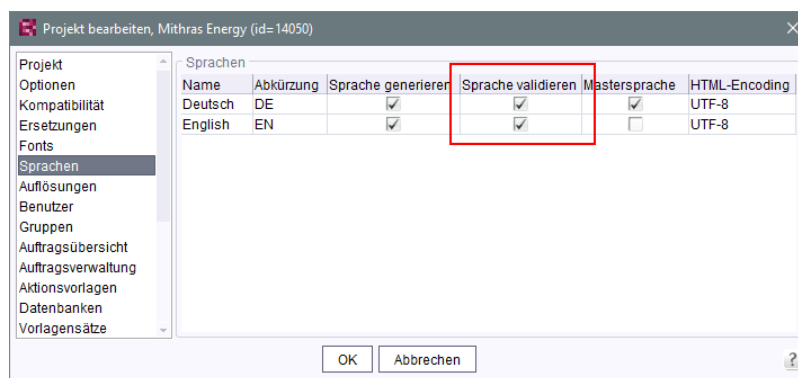 Projekt bearbeiten, Mithras Energy (id=14050)
Projekt
Optionen
Kompatibilität
Ersetzungen
Fonts
Sprachen
Auflösungen
Benutzer
Gruppen
Auftragsübersicht
Auftragsverwaltung
Aktionsvorlagen
Datenbanken
Vorlagensätze
Sprachen
Name Abkürzung Sprache generieren Sprache validieren Mastersprache HTML-Encoding
Deutsch DE UTF-8
English EN UTF-8
OK Abbrechen ?